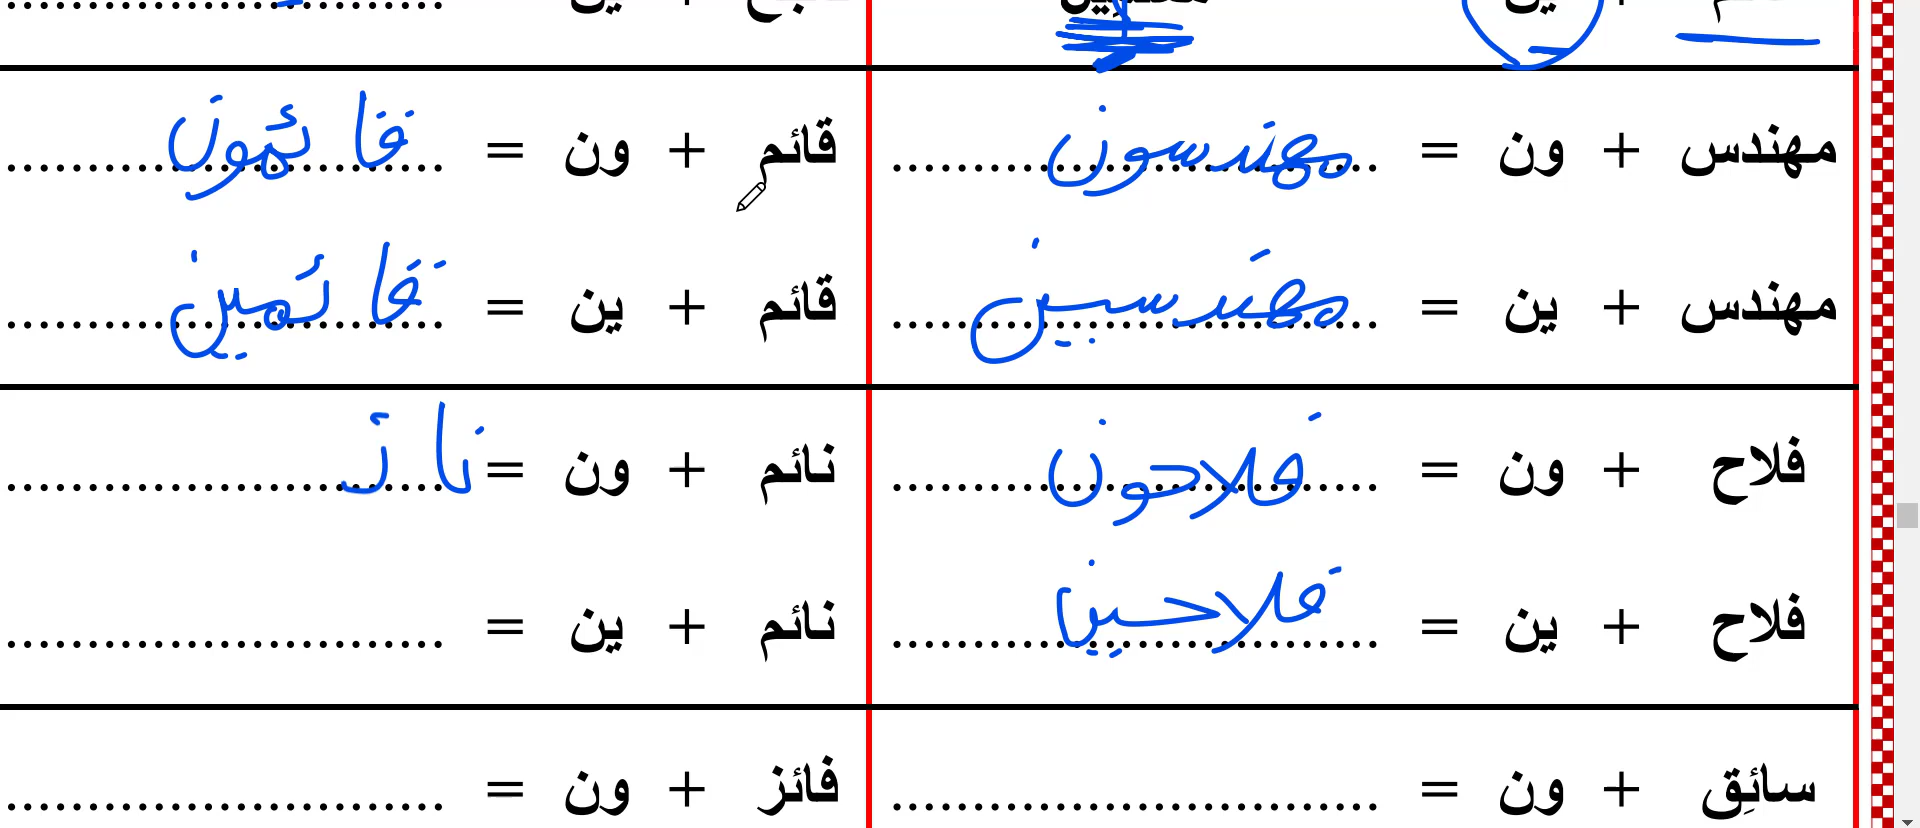 مهندس + ون = مهندسون
قائم + ون = قائمون
مهندس + ين = مهندسين
قائم + ين = قائمين
فلاح + ون = فلاحون
نائم + ون = نائـ
فلاح + ين = فلاحين
نائم + ين = ..........................
سائِق + ون = .............................
فائز + ون = ..........................